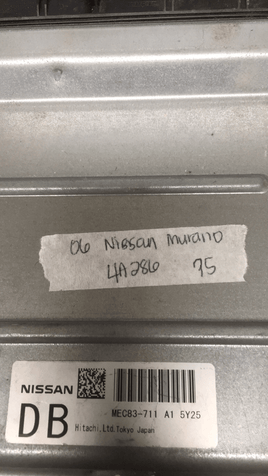 06 Nissan Murano
4A286 75
NISSAN
DB
MEC83-711 A1 5Y25
Hitachi,Ltd.Tokyo Japan